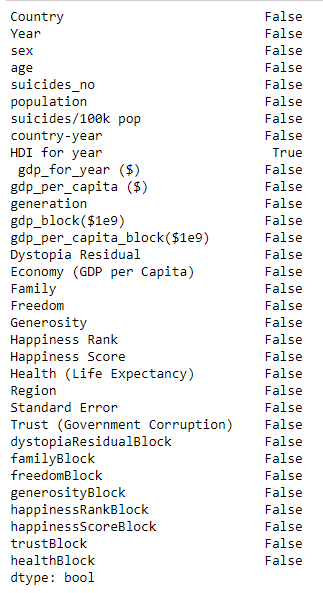 Country False
Year False
sex False
age False
suicides_no False
population False
suicides/100k pop False
country-year False
HDI for year True
gdp_for_year ($) False
gdp_per_capita ($) False
generation False
gdp_block($1e9) False
gdp_per_capita_block($1e9) False
Dystopia Residual False
Economy (GDP per Capita) False
Family False
Freedom False
Generosity False
Happiness Rank False
Happiness Score False
Health (Life Expectancy) False
Region False
Standard Error False
Trust (Government Corruption) False
dystopiaResidualBlock False
familyBlock False
freedomBlock False
generosityBlock False
happinessRankBlock False
happinessScoreBlock False
trustBlock False
healthBlock False
dtype: bool